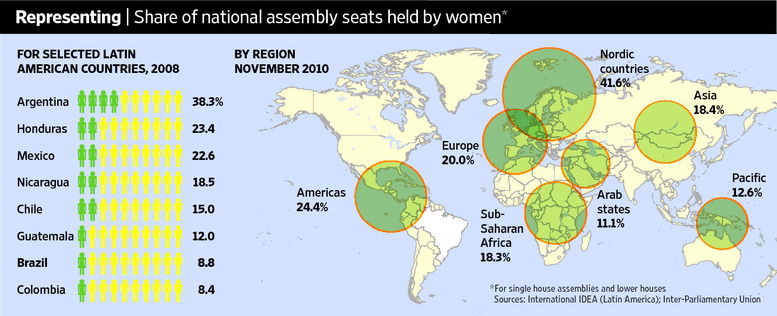 Representing | Share of national assembly seats held by women*
FOR SELECTED LATIN
AMERICAN COUNTRIES, 2008
Argentina 38.3%
Honduras 23.4
Mexico 22.6
Nicaragua 18.5
Chile 15.0
Guatemala 12.0
Brazil 8.8
Colombia 8.4
BY REGION
NOVEMBER 2010
Nordic
countries
41.6%
Asia
18.4%
Europe
20.0%
Americas
24.4%
Sub-
Saharan
Africa
18.3%
Arab
states
11.1%
Pacific
12.6%
*For single house assemblies and lower houses
Sources: International IDEA (Latin America); Inter-Parliamentary Union